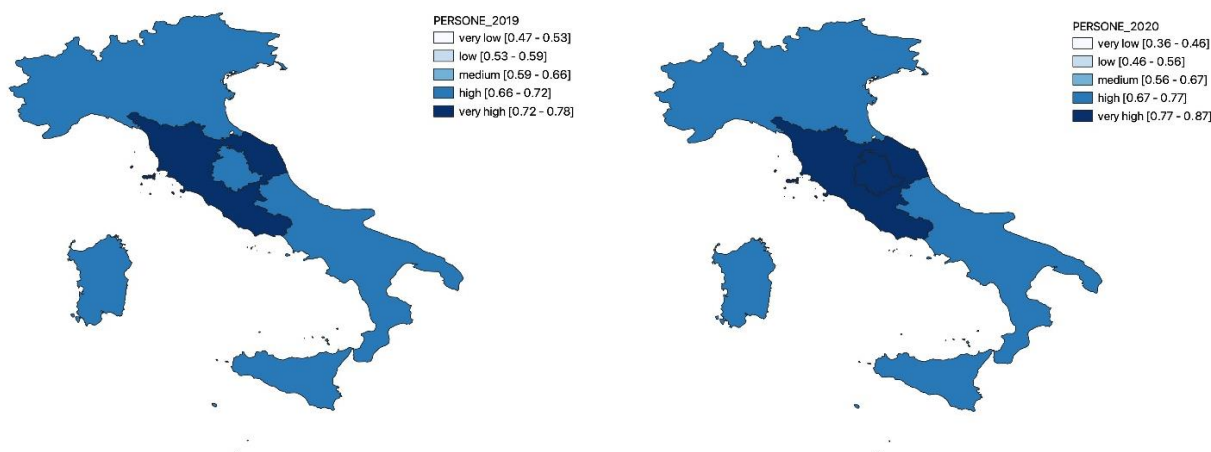 PERSONE_2019
very low [0.47 - 0.53]
low [0.53 - 0.59]
medium [0.59 - 0.66]
high [0.66 - 0.72]
very high [0.72 - 0.78]
PERSONE_2020
very low [0.36 - 0.46]
low [0.46 - 0.56]
medium [0.56 - 0.67]
high [0.67 - 0.77]
very high [0.77 - 0.87]